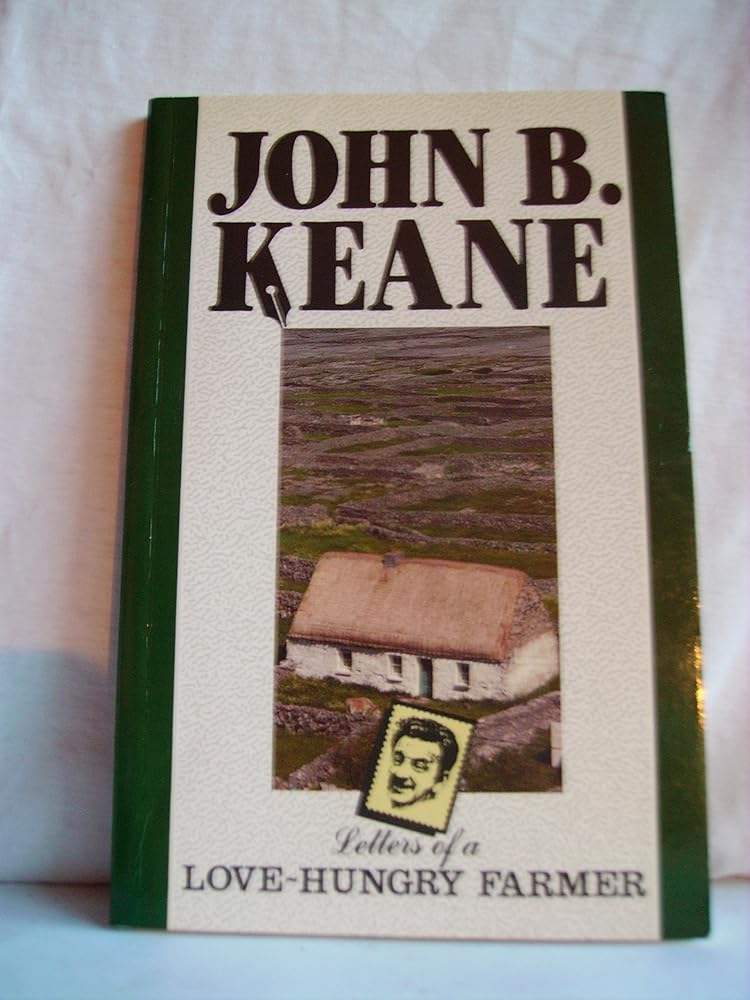 JOHN B.
KEANE
Letters of a
LOVE-HUNGRY FARMER